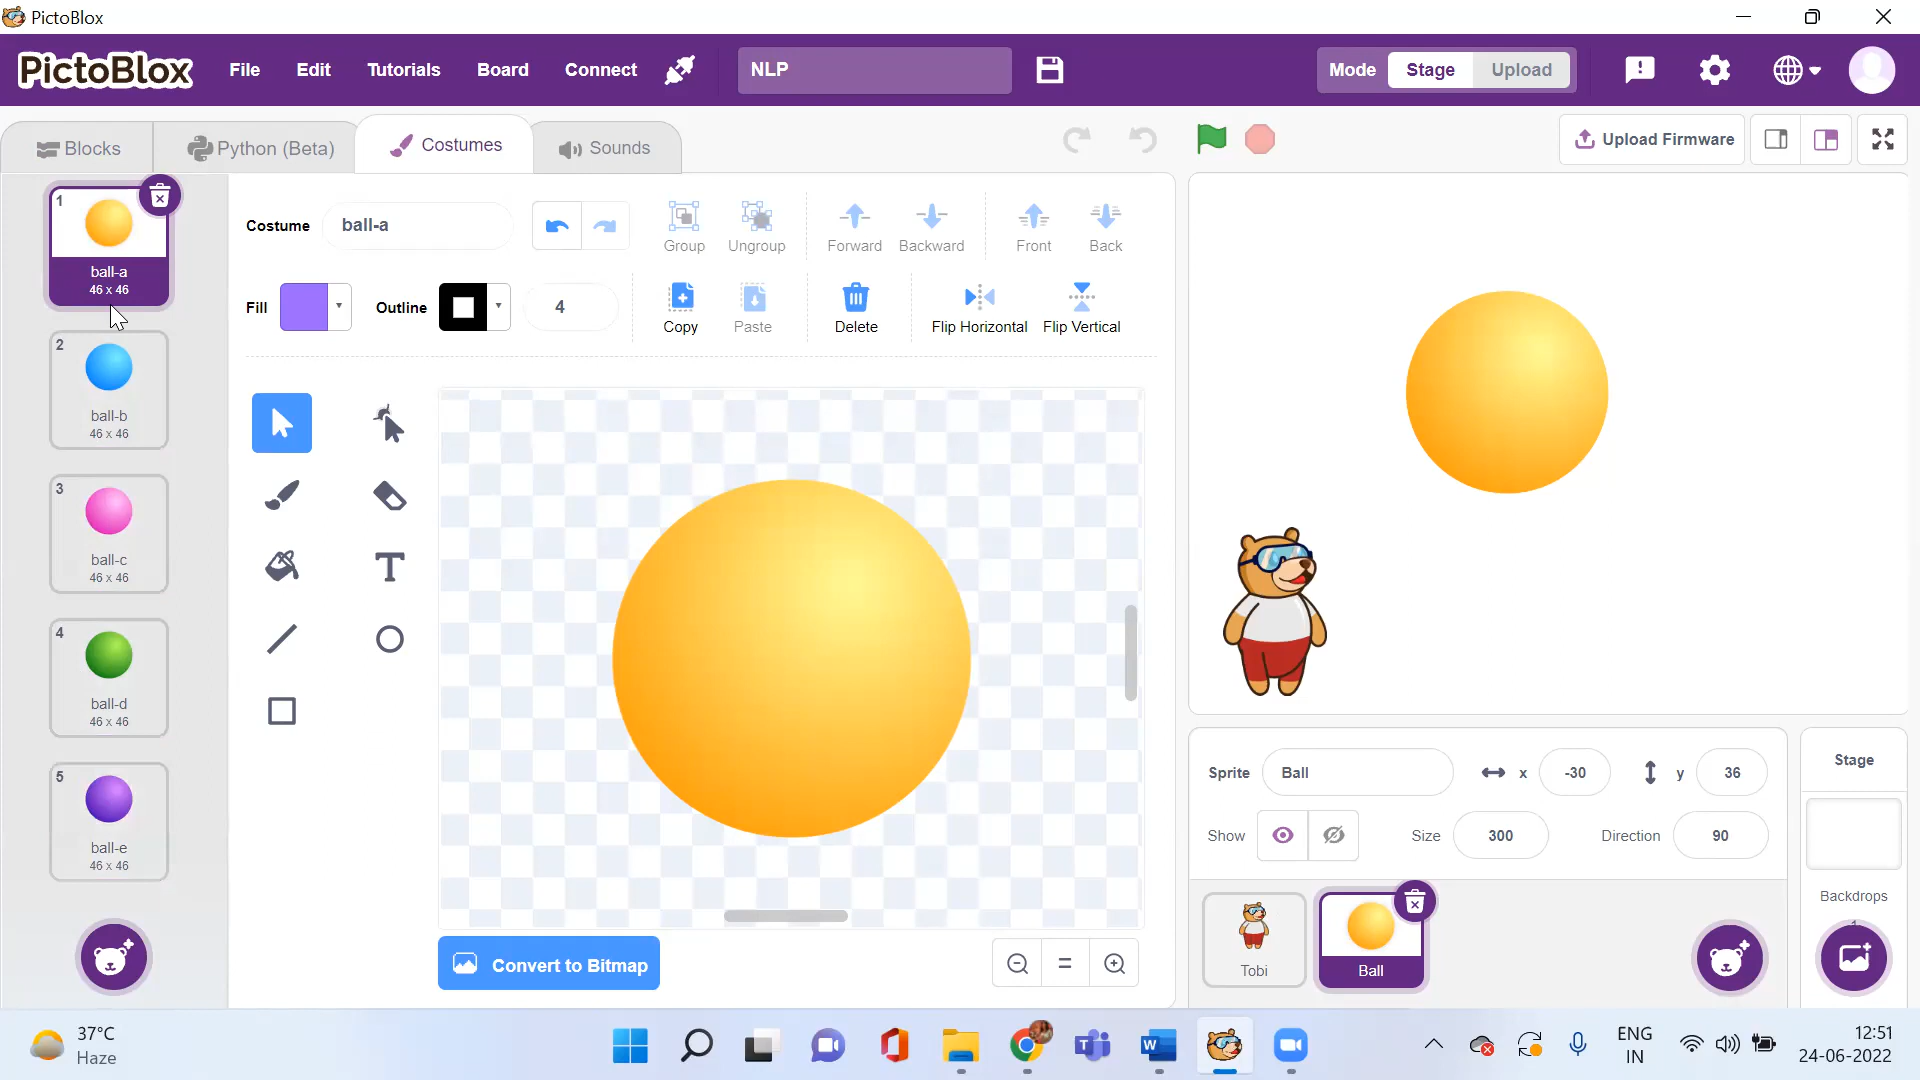 PictoBlox
PictoBlox File Edit Tutorials Board Connect NLP Mode Stage Upload
Blocks Python (Beta) Costumes Sounds Upload Firmware
1
ball-a
46 x 46
2
ball-b
46 x 46
3
ball-c
46 x 46
4
ball-d
46 x 46
5
ball-e
46 x 46
Costume ball-a Group Ungroup Forward Backward Front Back
Fill Outline 4 Copy Paste Delete Flip Horizontal Flip Vertical
T
Convert to Bitmap
Sprite Ball x -30 y 36
Show Size 300 Direction 90
Tobi
Ball
Stage
Backdrops
1
37°C
Haze
ENG
IN
12:51
24-06-2022